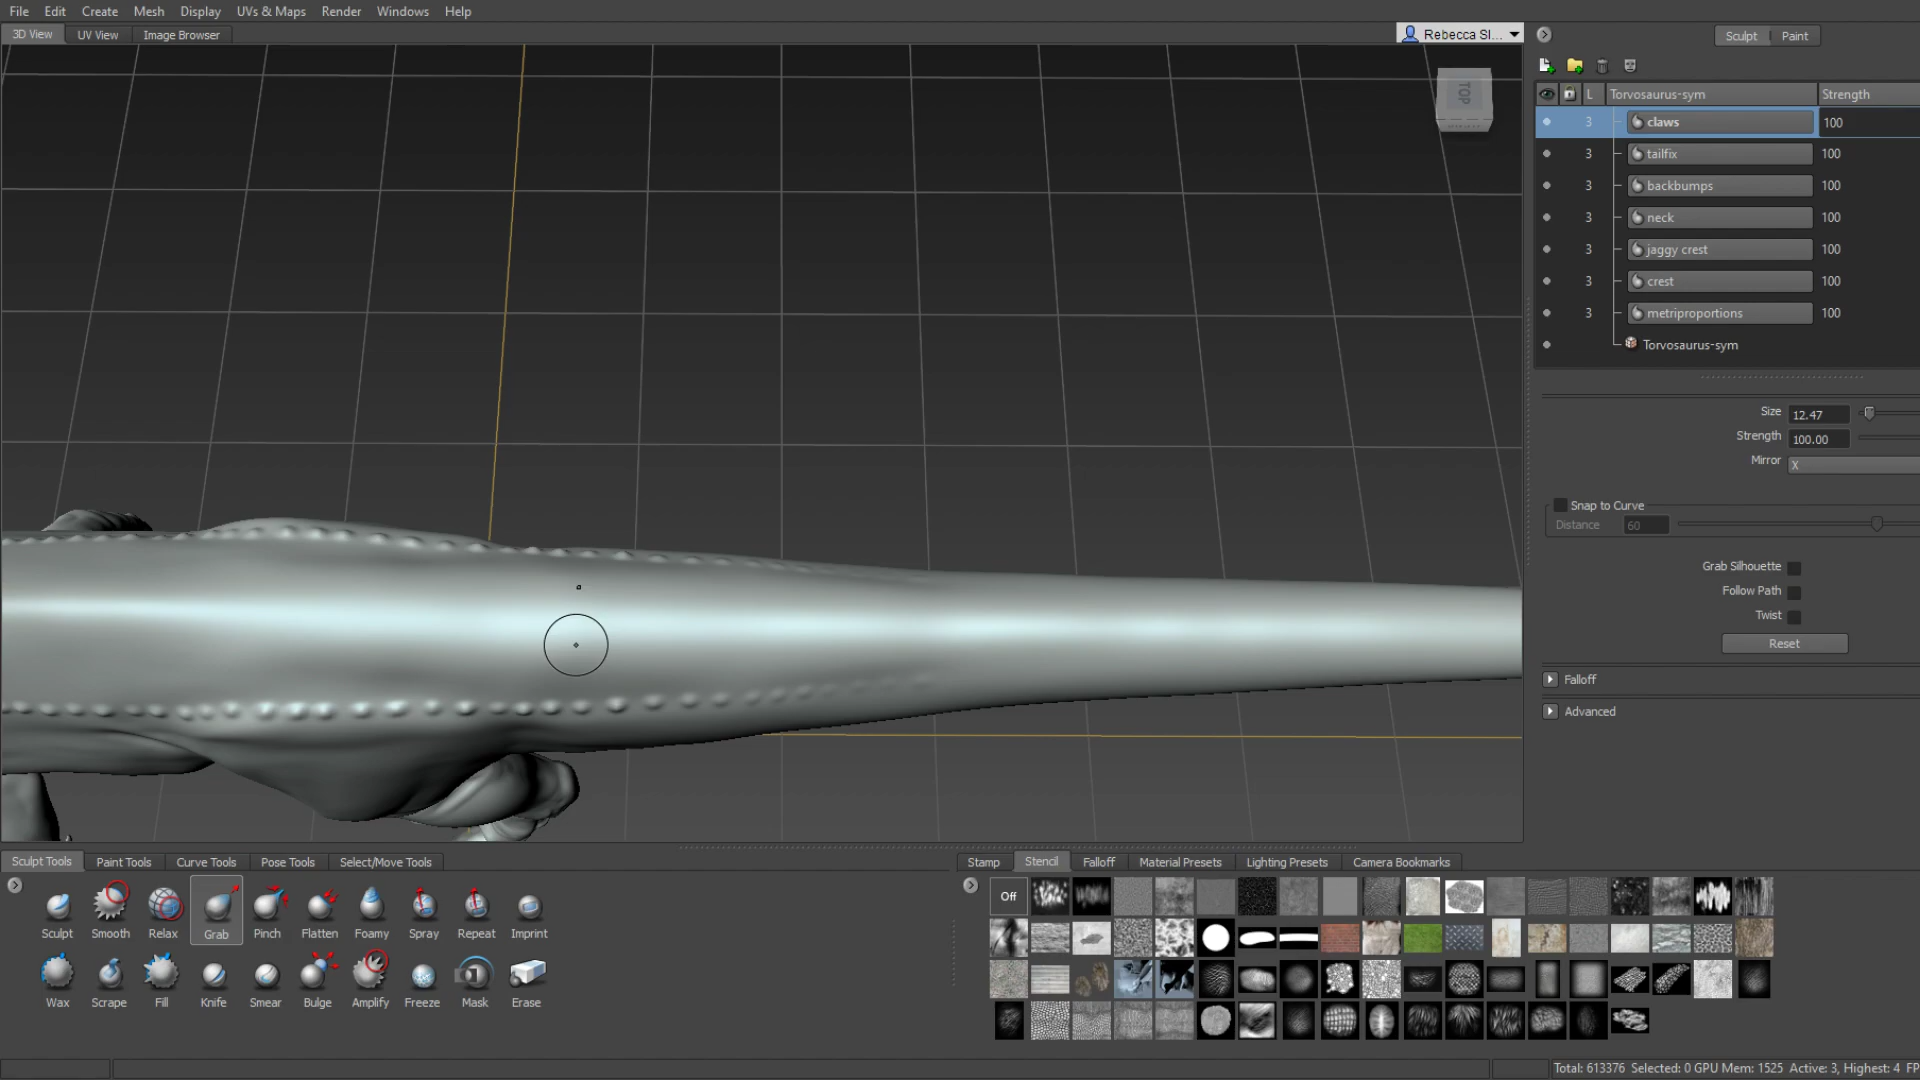 File Edit Create Mesh Display UVs & Maps Render Windows Help
3D View UV View Image Browser
Rebecca Sl...
Sculpt Paint
TOP
L Torvosaurus-sym Strength
3 claws 100
3 tailfix 100
3 backbumps 100
3 neck 100
3 jaggy crest 100
3 crest 100
3 metriproportions 100
Torvosaurus-sym
Size 12.47
Strength 100.00
Mirror X
Snap to Curve
Distance 60
Grab Silhouette
Follow Path
Twist
Reset
Falloff
Advanced
Sculpt Tools Paint Tools Curve Tools Pose Tools Select/Move Tools
Sculpt Smooth Relax Grab Pinch Flatten Foamy Spray Repeat Imprint
Wax Scrape Fill Knife Smear Bulge Amplify Freeze Mask Erase
Stamp Stencil Falloff Material Presets Lighting Presets Camera Bookmarks
Off
Total: 613376 Selected: 0 GPU Mem: 1525 Active: 3, Highest: 4 FP